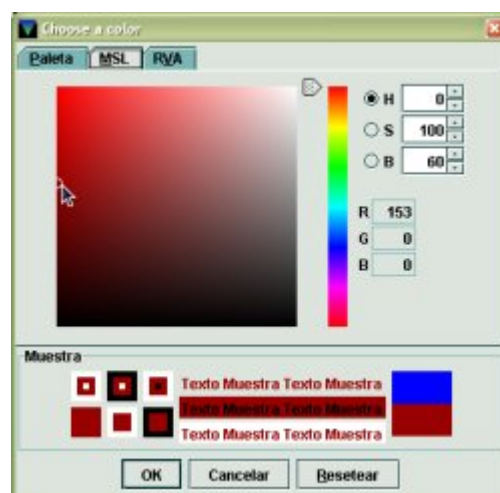 Choose a color
Paleta MSL RVA
H 0
S 100
B 60
R 153
G 0
B 0
Muestra
Texto Muestra Texto Muestra
Texto Muestra Texto Muestra
Texto Muestra Texto Muestra
OK Cancelar Resetear